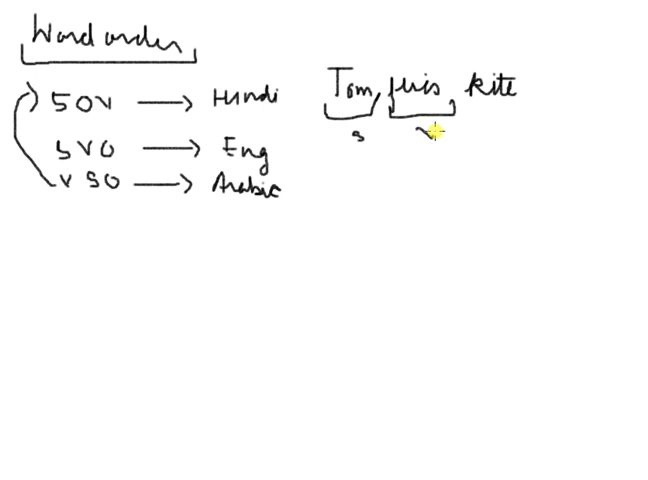 Word order
SOV → Hindi
SVO → Eng
VSO → Arabic
Tom flies kite
S V